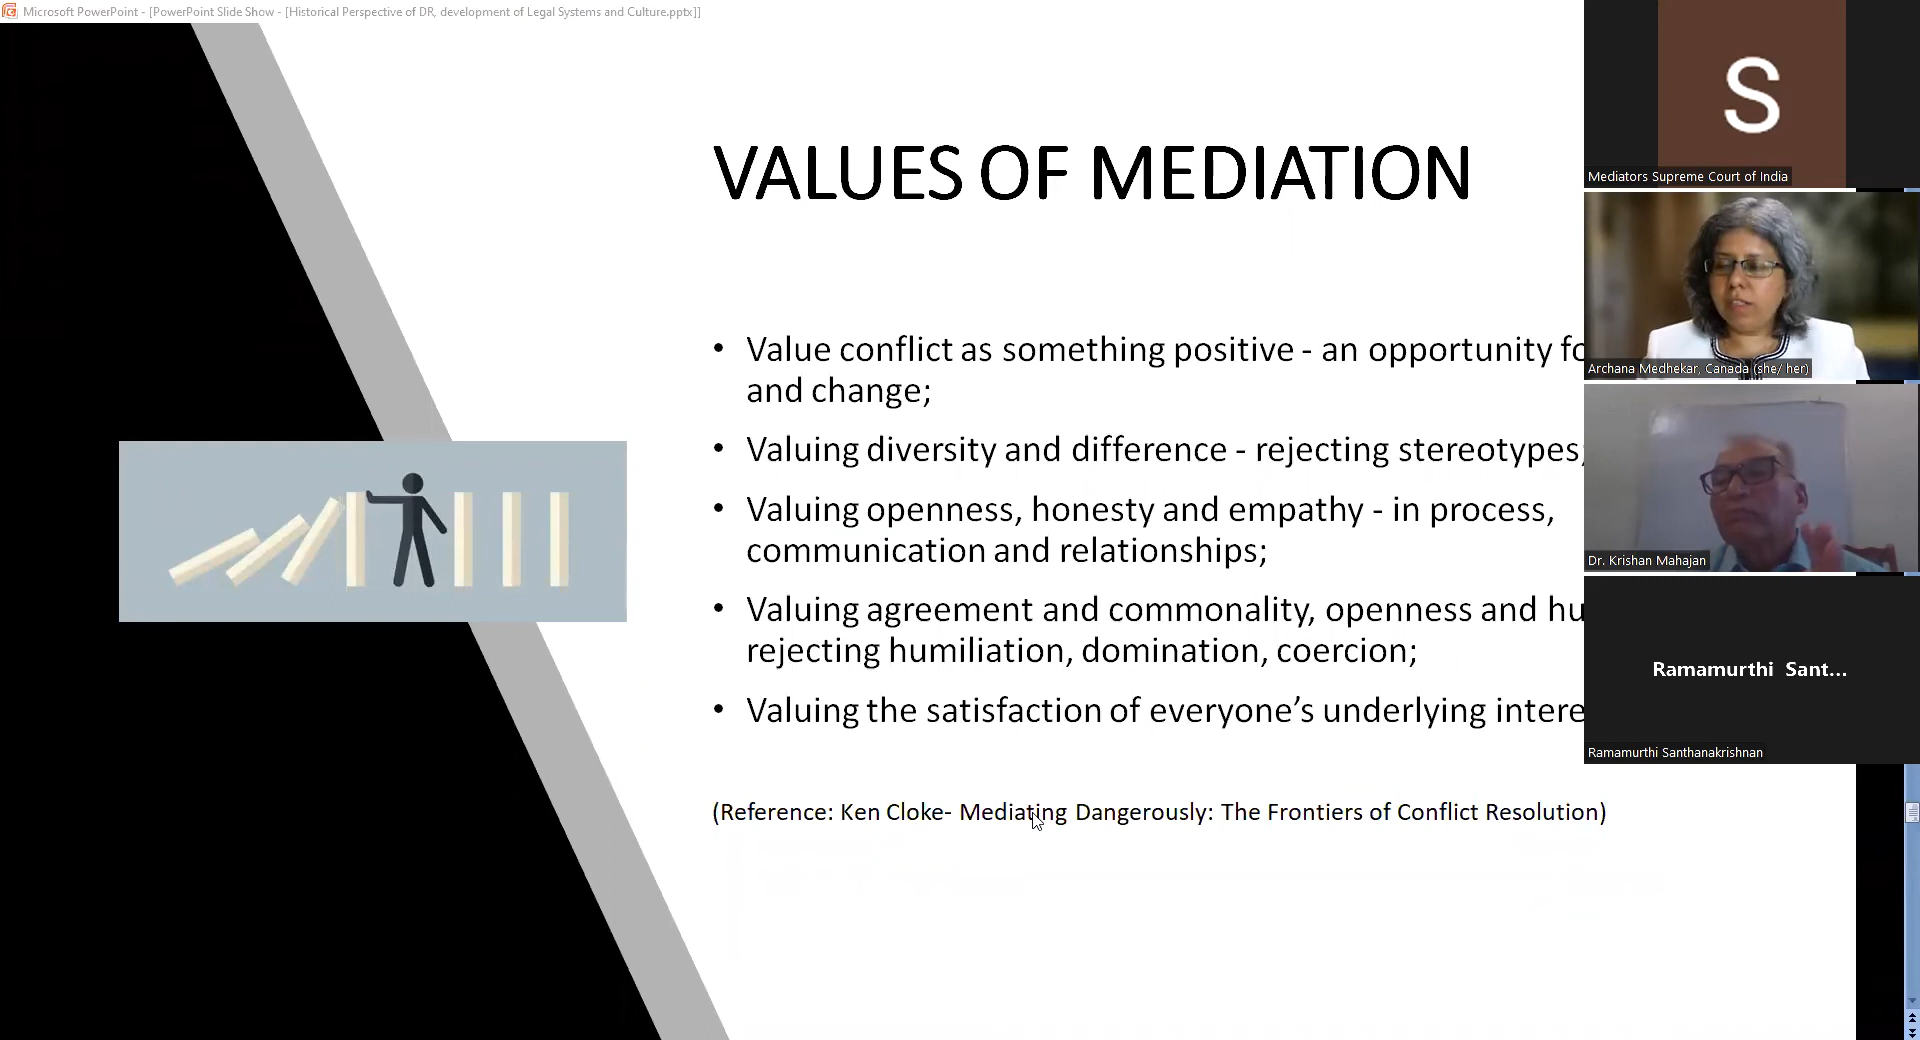 Microsoft PowerPoint - [PowerPoint Slide Show - [Historical Perspective of DR, development of Legal Systems and Culture.pptx]]
VALUES OF MEDIATION
• Value conflict as something positive - an opportunity
and change;
• Valuing diversity and difference - rejecting stereotypes;
• Valuing openness, honesty and empathy - in process,
communication and relationships;
• Valuing agreement and commonality, openness and
rejecting humiliation, domination, coercion;
• Valuing the satisfaction of everyone's underlying
(Reference: Ken Cloke- Mediating Dangerously: The Frontiers of Conflict Resolution)
S
Mediators Supreme Court of India
Archana Medhekar, Canada (she/ her)
Dr. Krishan Mahajan
Ramamurthi Sant...
Ramamurthi Santhanakrishnan